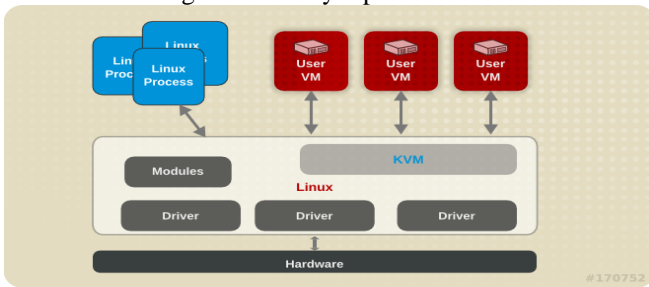 Linux
Linux
Process
User
VM
User
VM
User
VM
KVM
Modules
Linux
Driver
Driver
Driver
Hardware
#170752